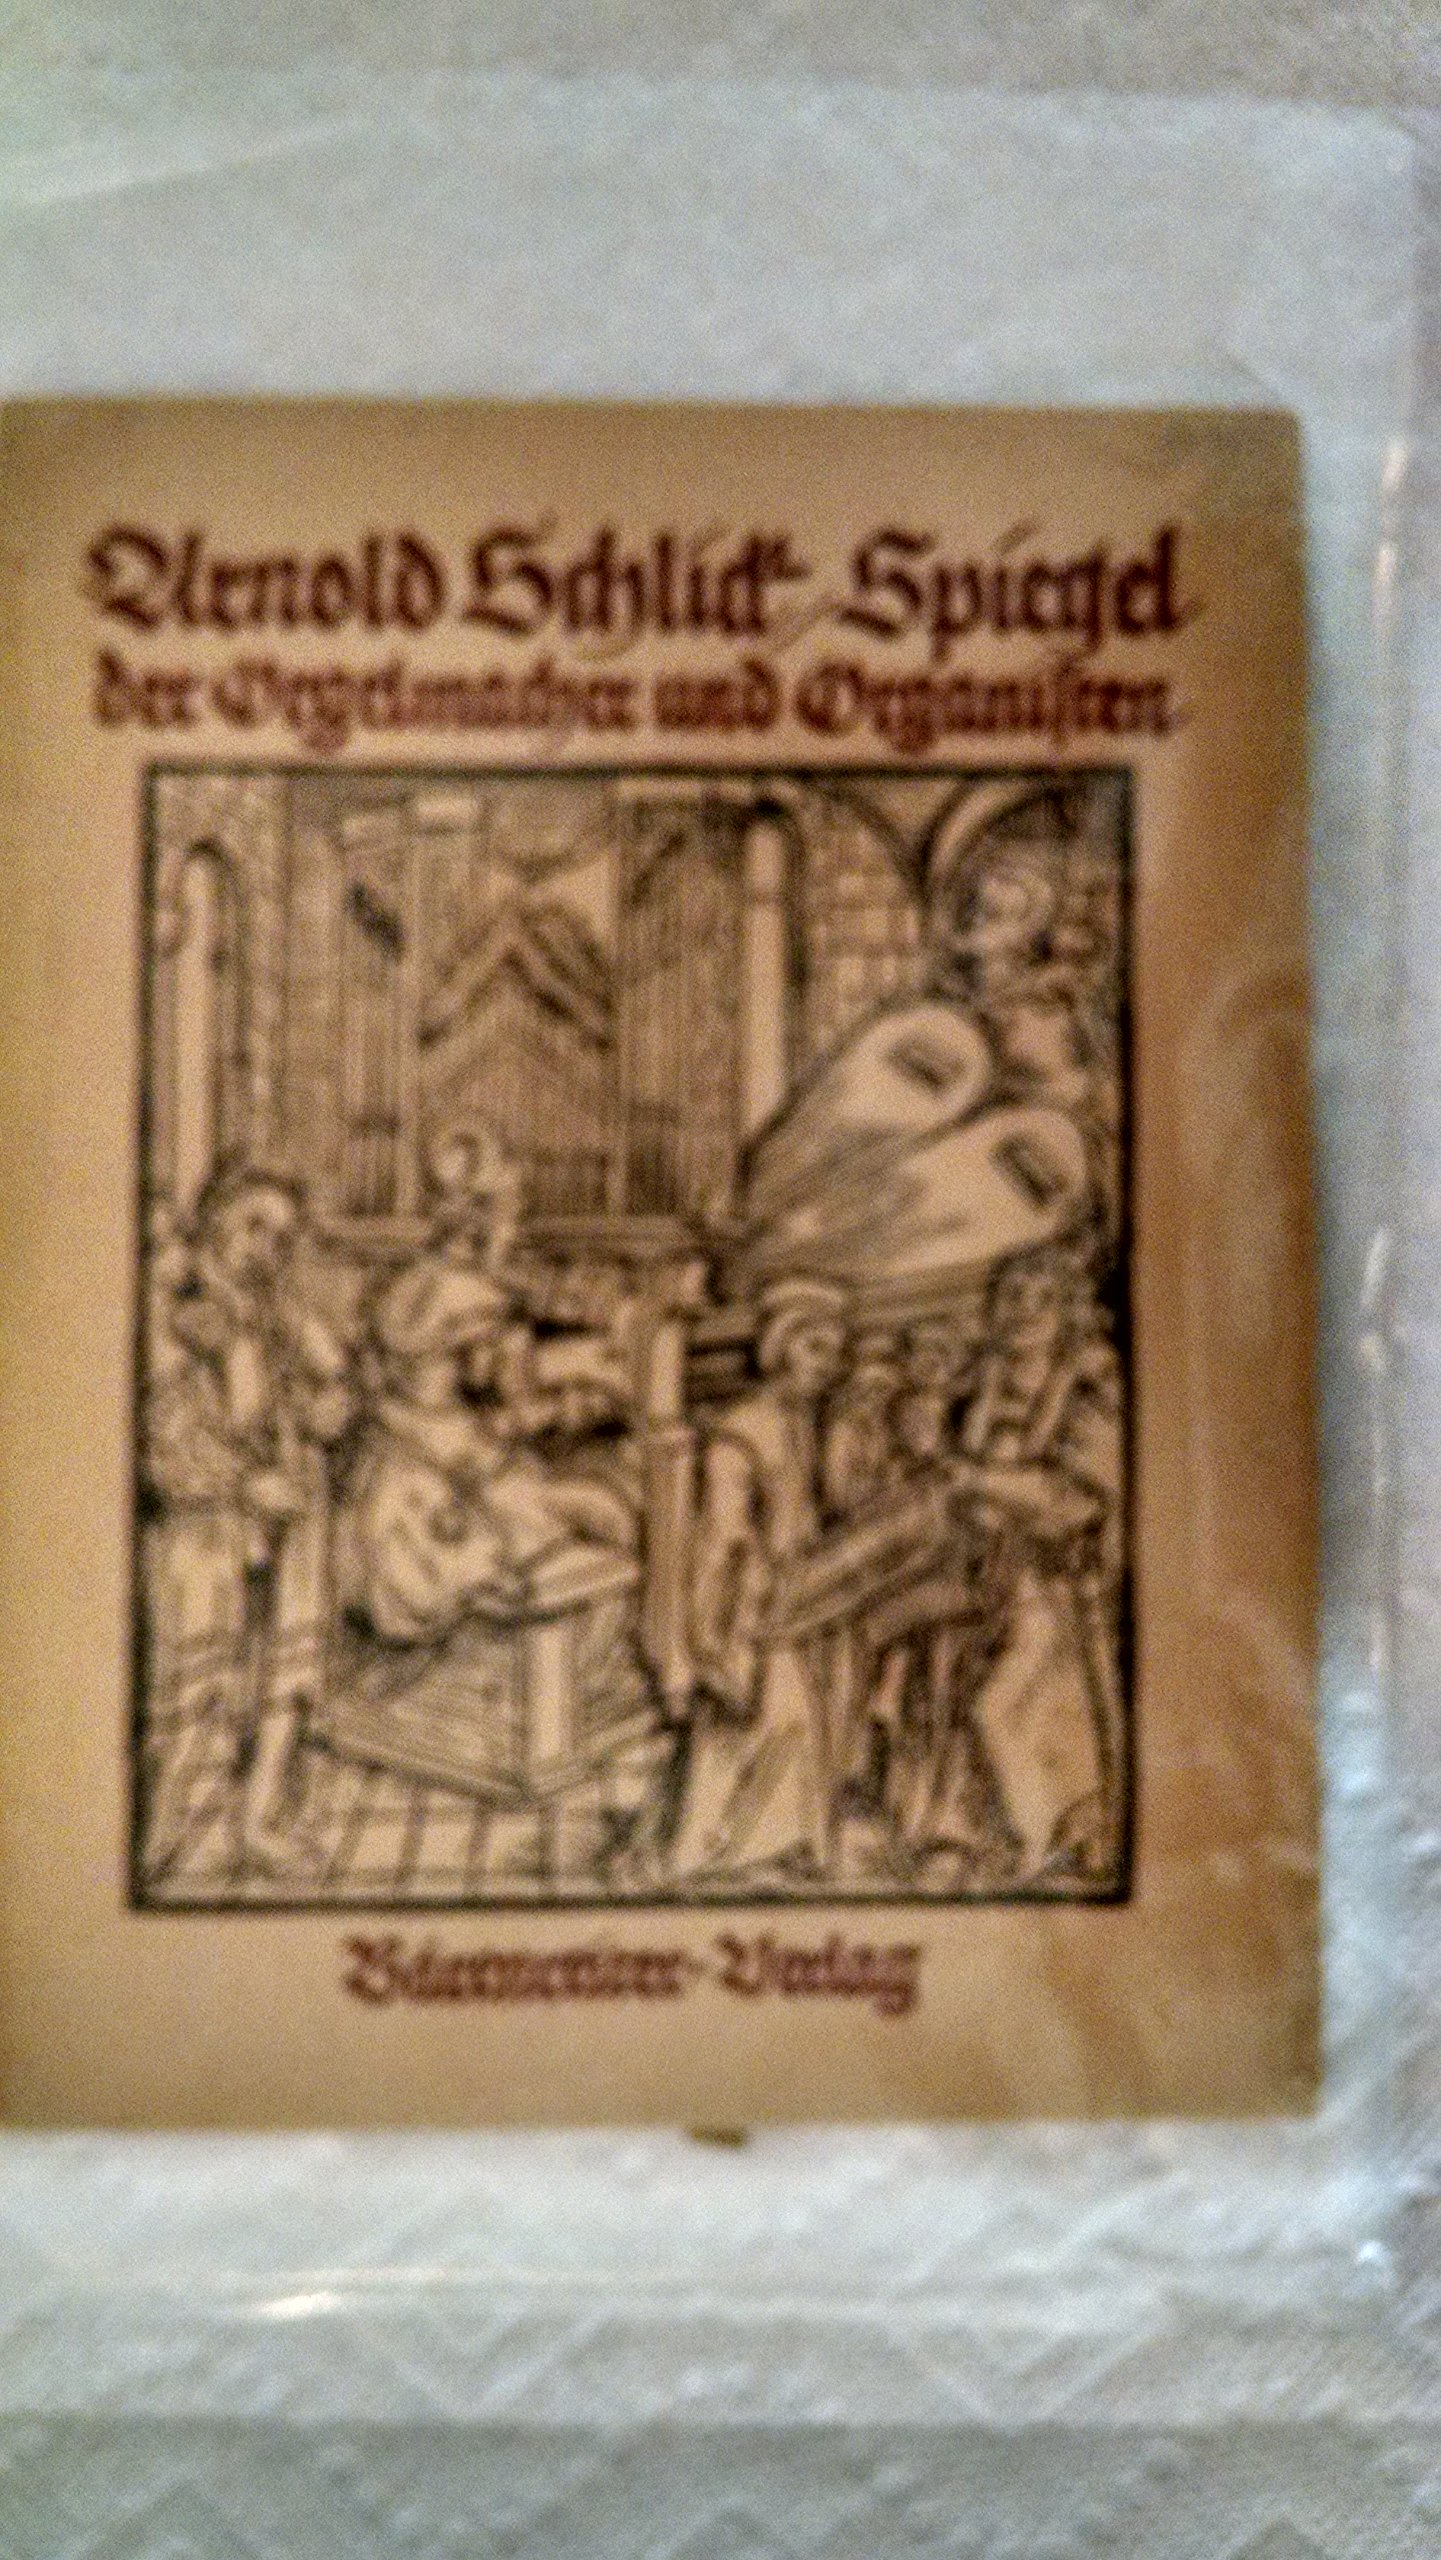 Arnold Schlick / Spiegel
der Orgelmacher und Organisten
Bärenreiter-Verlag